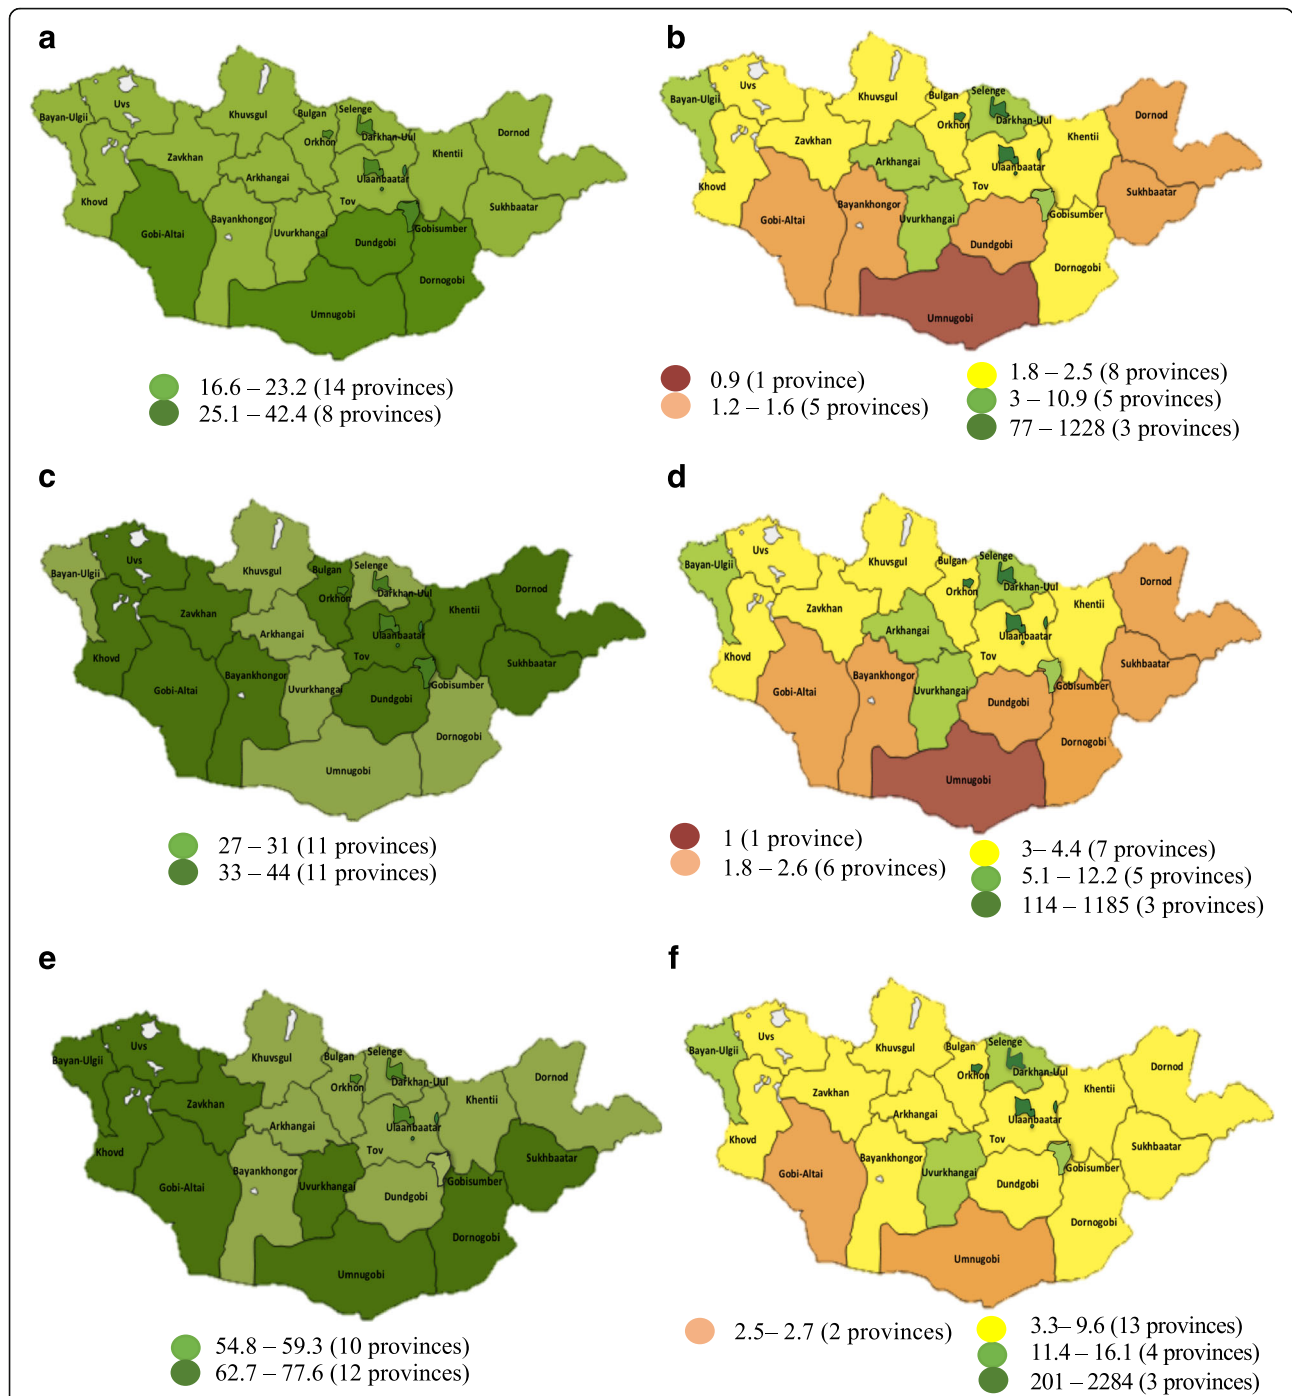 a
Bayan-Ulgii
Uvs
Khuvsgul
Bulgan
Selenge
Orkhon
Darkhan-Uul
Dornod
Khentii
Zavkhan
Arkhangai
Ulaanbaatar
Khovd
Tov
Sukhbaatar
Gobi-Altai
Bayankhongor
Uvurkhangai
Dundgobi
Gobisumber
Dornogobi
Umnugobi
16.6 – 23.2 (14 provinces)
25.1 – 42.4 (8 provinces)
b
Bayan-Ulgii
Uvs
Khuvsgul
Bulgan
Selenge
Orkhon
Darkhan-Uul
Dornod
Khentii
Zavkhan
Arkhangai
Ulaanbaatar
Khovd
Tov
Sukhbaatar
Gobi-Altai
Bayankhongor
Uvurkhangai
Dundgobi
Gobisumber
Dornogobi
Umnugobi
0.9 (1 province)
1.2 – 1.6 (5 provinces)
1.8 – 2.5 (8 provinces)
3 – 10.9 (5 provinces)
77 – 1228 (3 provinces)
c
Bayan-Ulgii
Uvs
Khuvsgul
Bulgan
Selenge
Orkhon
Darkhan-Uul
Dornod
Khentii
Zavkhan
Arkhangai
Ulaanbaatar
Khovd
Tov
Sukhbaatar
Gobi-Altai
Bayankhongor
Uvurkhangai
Dundgobi
Gobisumber
Dornogobi
Umnugobi
27 – 31 (11 provinces)
33 – 44 (11 provinces)
d
Bayan-Ulgii
Uvs
Khuvsgul
Bulgan
Selenge
Orkhon
Darkhan-Uul
Dornod
Khentii
Zavkhan
Arkhangai
Ulaanbaatar
Khovd
Tov
Sukhbaatar
Gobi-Altai
Bayankhongor
Uvurkhangai
Dundgobi
Gobisumber
Dornogobi
Umnugobi
1 (1 province)
1.8 – 2.6 (6 provinces)
3– 4.4 (7 provinces)
5.1 – 12.2 (5 provinces)
114 – 1185 (3 provinces)
e
Bayan-Ulgii
Uvs
Khuvsgul
Bulgan
Selenge
Orkhon
Darkhan-Uul
Dornod
Khentii
Zavkhan
Arkhangai
Ulaanbaatar
Khovd
Tov
Sukhbaatar
Gobi-Altai
Bayankhongor
Uvurkhangai
Dundgobi
Gobisumber
Dornogobi
Umnugobi
54.8 – 59.3 (10 provinces)
62.7 – 77.6 (12 provinces)
f
Bayan-Ulgii
Uvs
Khuvsgul
Bulgan
Selenge
Orkhon
Darkhan-Uul
Dornod
Khentii
Zavkhan
Arkhangai
Ulaanbaatar
Khovd
Tov
Sukhbaatar
Gobi-Altai
Bayankhongor
Uvurkhangai
Dundgobi
Gobisumber
Dornogobi
Umnugobi
2.5– 2.7 (2 provinces)
3.3– 9.6 (13 provinces)
11.4 – 16.1 (4 provinces)
201 – 2284 (3 provinces)